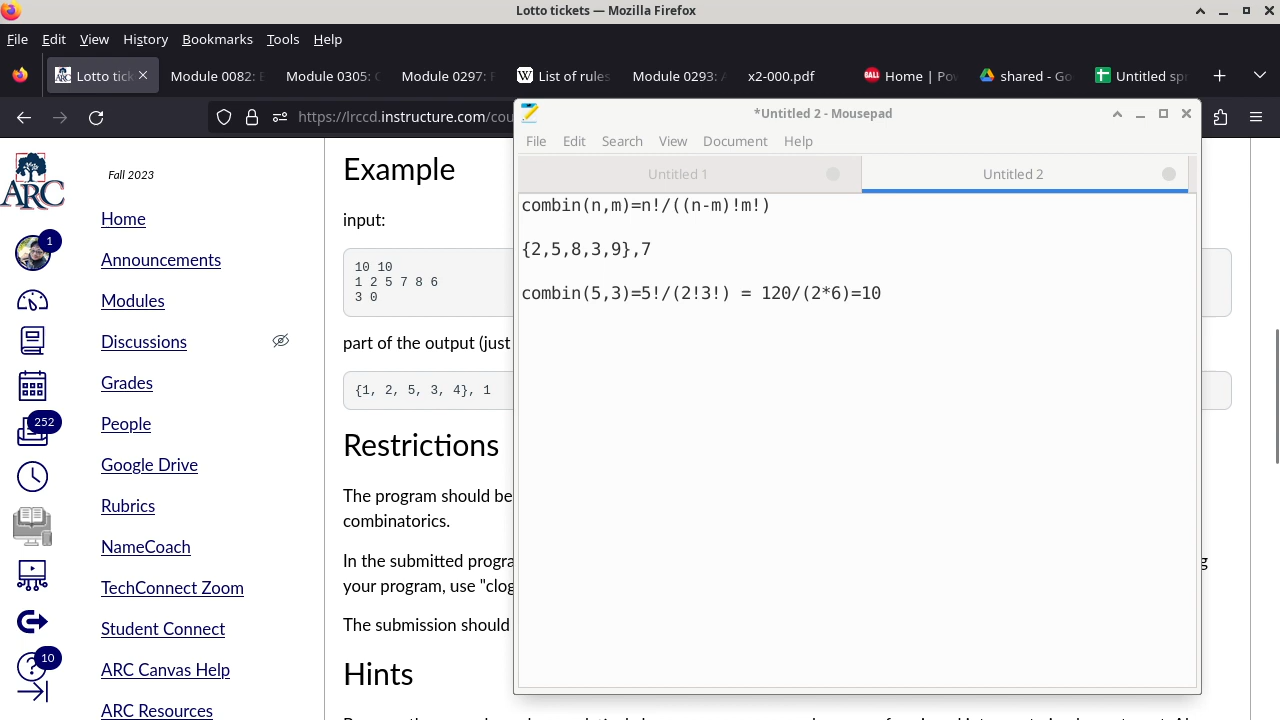 Lotto tickets — Mozilla Firefox
File Edit View History Bookmarks Tools Help
Lotto tick Module 0082: Module 0305: Module 0297: List of rules Module 0293: x2-000.pdf Home | Po shared - Go Untitled spr
https://lrccd.instructure.com/cou
*Untitled 2 - Mousepad
File Edit Search View Document Help
Untitled 1 Untitled 2
combin(n,m)=n!/((n-m)!m!)
{2,5,8,3,9},7
combin(5,3)=5!/(2!3!) = 120/(2*6)=10
ARC
Fall 2023
Home
1
Announcements
Modules
Discussions
Grades
252
People
Google Drive
Rubrics
NameCoach
TechConnect Zoom
Student Connect
10
ARC Canvas Help
ARC Resources
Example
input:
10 10
1 2 5 7 8 6
3 0
part of the output (just
{1, 2, 5, 3, 4}, 1
Restrictions
The program should be
combinatorics.
In the submitted progra g
your program, use "clog
The submission should
Hints